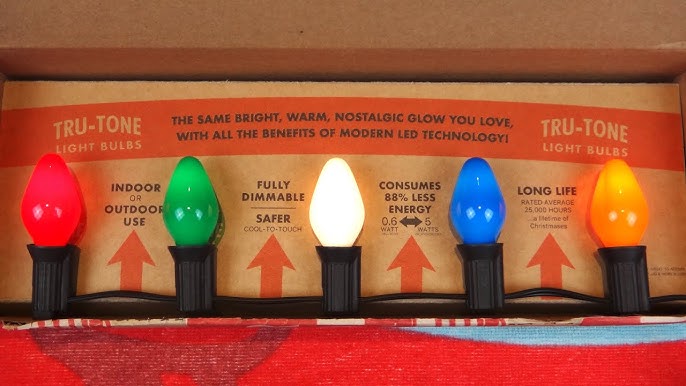 THE SAME BRIGHT, WARM, NOSTALGIC GLOW YOU LOVE,
WITH ALL THE BENEFITS OF MODERN LED TECHNOLOGY!
TRU-TONE
LIGHT BULBS
TRU-TONE
LIGHT BULBS
INDOOR
OR
OUTDOOR
USE
FULLY
DIMMABLE
SAFER
COOL-TO-TOUCH
CONSUMES
88% LESS
ENERGY
0.6 5
WATT WATTS
LONG LIFE
RATED AVERAGE
25,000 HOURS
...a lifetime of
Christmases